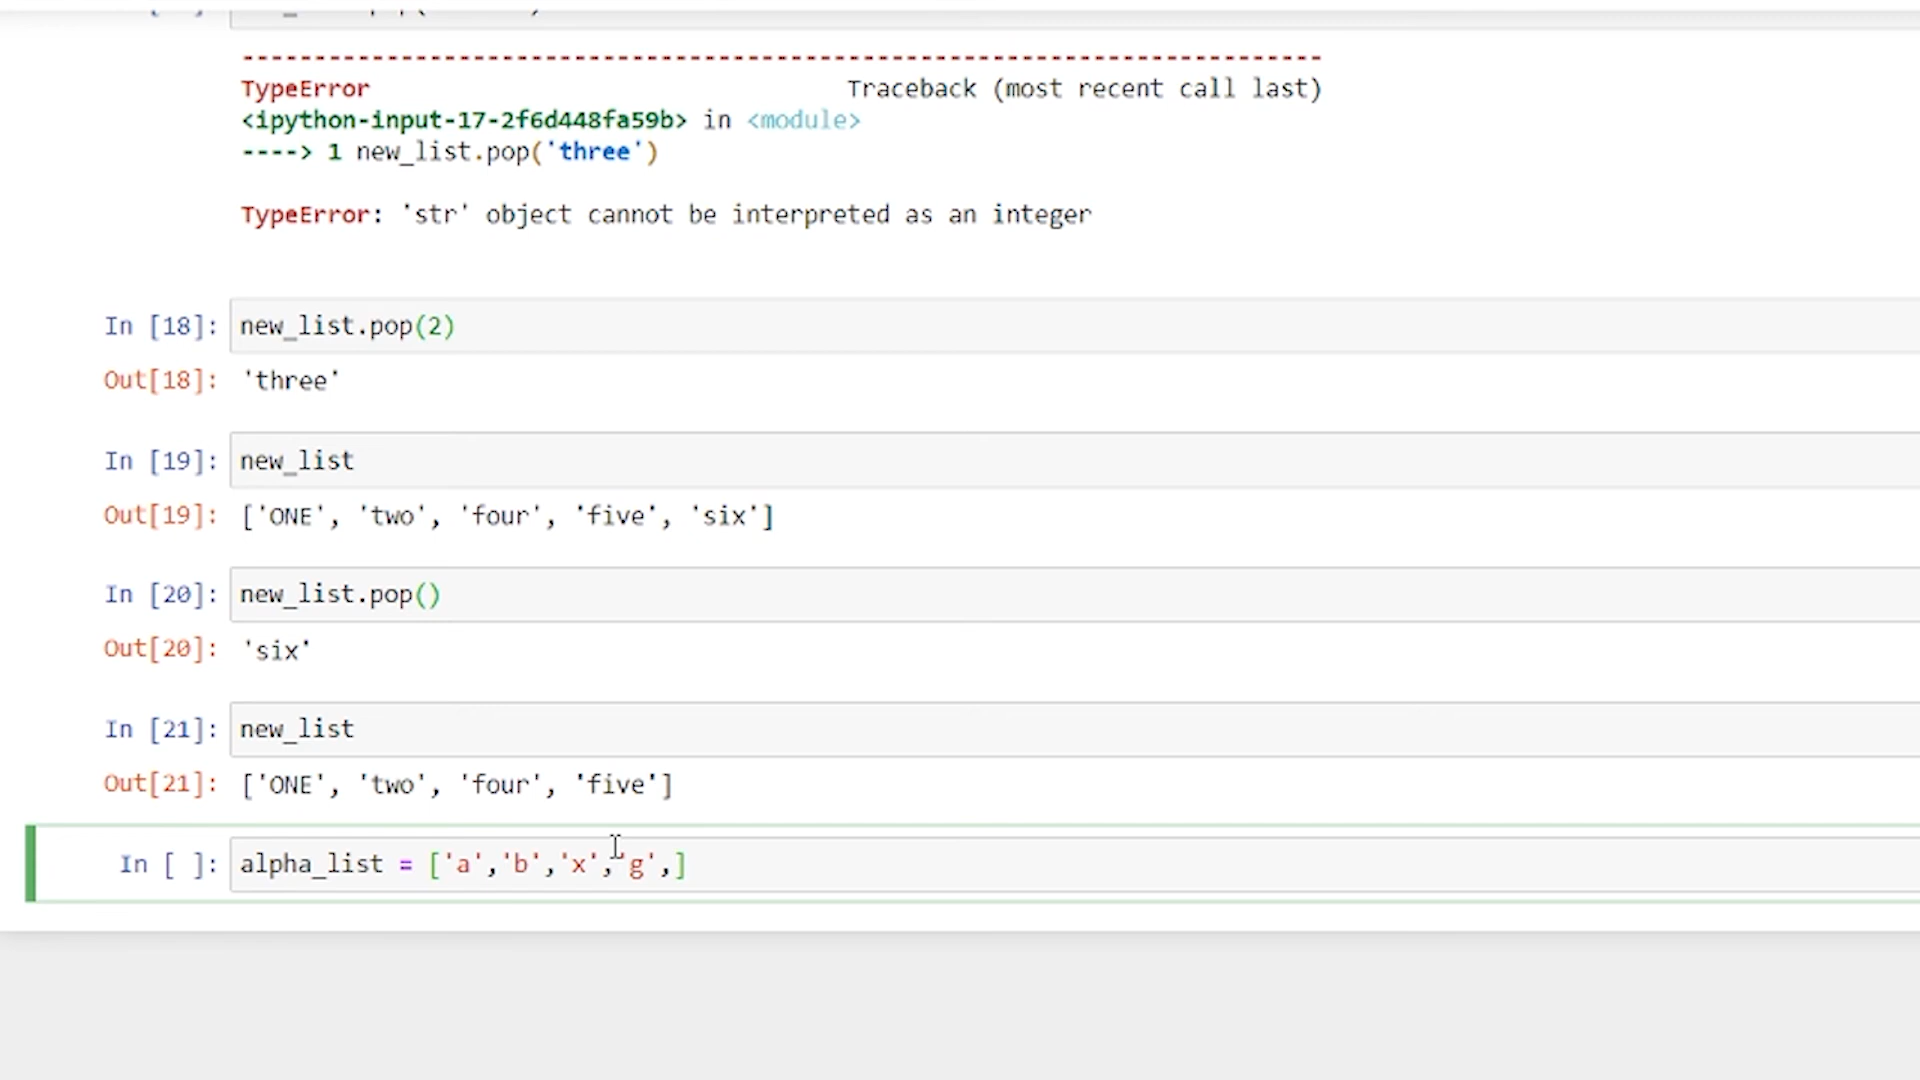 ---------------------------------------------------------------------------
TypeError                                 Traceback (most recent call last)
<ipython-input-17-2f6d448fa59b> in <module>
----> 1 new_list.pop('three')
TypeError: 'str' object cannot be interpreted as an integer
In [18]: new_list.pop(2)
Out[18]: 'three'
In [19]: new_list
Out[19]: ['ONE', 'two', 'four', 'five', 'six']
In [20]: new_list.pop()
Out[20]: 'six'
In [21]: new_list
Out[21]: ['ONE', 'two', 'four', 'five']
In [ ]: alpha_list = ['a','b','x','g',]